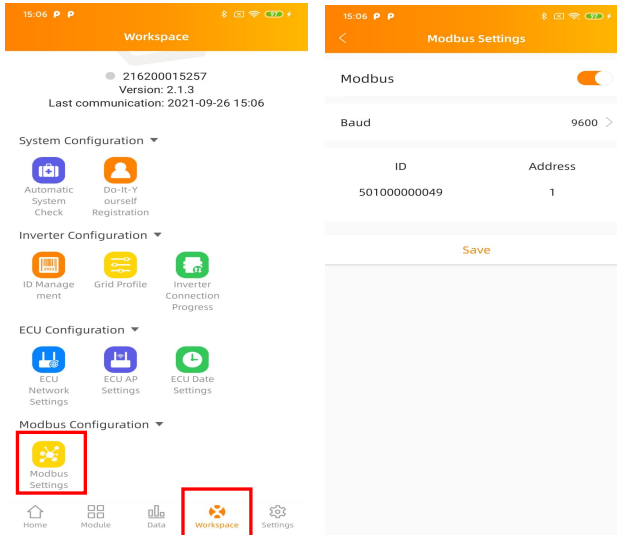 15:06 P P
97
Workspace
216200015257
Version: 2.1.3
Last communication: 2021-09-26 15:06
System Configuration
Automatic
System
Check
Do-It-Y
ourself
Registration
Inverter Configuration
ID Manage
ment
Grid Profile
Inverter
Connection
Progress
ECU Configuration
ECU
Network
Settings
ECU AP
Settings
ECU Date
Settings
Modbus Configuration
Modbus
Settings
Home
Module
Data
Workspace
Settings
15:06 P P
97
Modbus Settings
Modbus
Baud 9600
ID Address
501000000049 1
Save